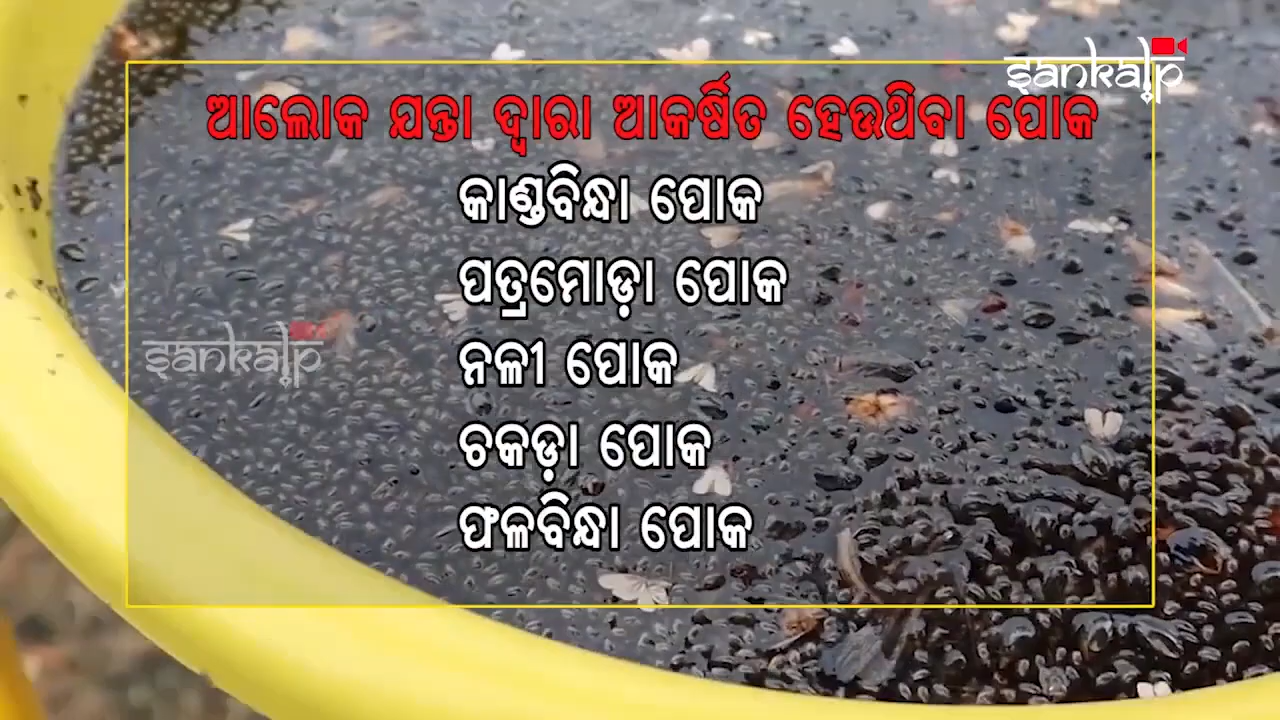 sankalp
ଆଲୋକ ଯନ୍ତା ଦ୍ୱାରା ଆକର୍ଷିତ ହେଉଥିବା ପୋକ
କାଣ୍ଡବିନ୍ଧା ପୋକ
ପତ୍ରମୋଡ଼ା ପୋକ
ନଳୀ ପୋକ
sankalp
ଚକଡ଼ା ପୋକ
ଫଳବିନ୍ଧା ପୋକ